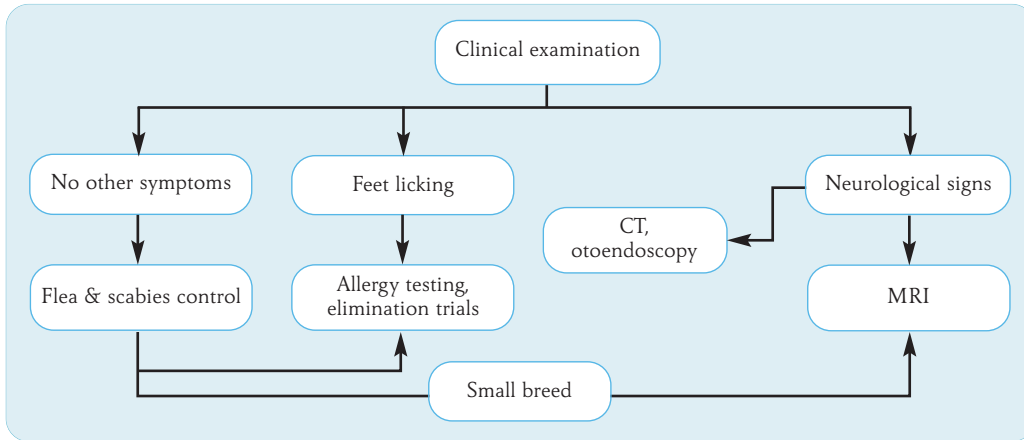 Clinical examination
No other symptoms
Feet licking
Neurological signs
CT,
otoendoscopy
Flea & scabies control
Allergy testing,
elimination trials
MRI
Small breed